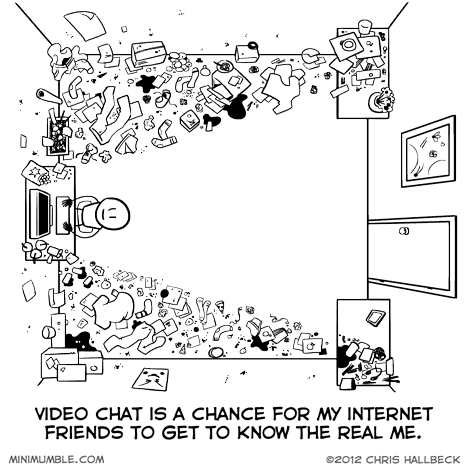 VIDEO CHAT IS A CHANCE FOR MY INTERNET
FRIENDS TO GET TO KNOW THE REAL ME.
MINIMUMBLE.COM ©2012 CHRIS HALLBECK